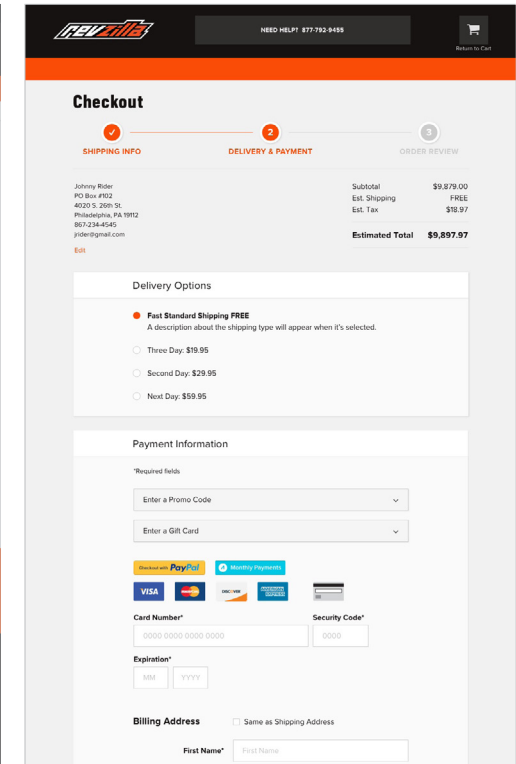 revzilla
NEED HELP? 877-792-9455
Return to Cart
Checkout
✓ 2 3
SHIPPING INFO DELIVERY & PAYMENT ORDER REVIEW
Johnny Rider
PO Box #102
4020 S. 26th St.
Philadelphia, PA 19112
867-234-4545
jrider@gmail.com
Edit
Subtotal $9,879.00
Est. Shipping FREE
Est. Tax $18.97
Estimated Total $9,897.97
Delivery Options
Fast Standard Shipping FREE
A description about the shipping type will appear when it's selected.
Three Day: $19.95
Second Day: $29.95
Next Day: $59.95
Payment Information
*Required fields
Enter a Promo Code
Enter a Gift Card
Checkout with PayPal Monthly Payments
VISA MasterCard DISCOVER AMERICAN EXPRESS
Card Number* Security Code*
0000 0000 0000 0000 0000
Expiration*
MM YYYY
Billing Address Same as Shipping Address
First Name* First Name